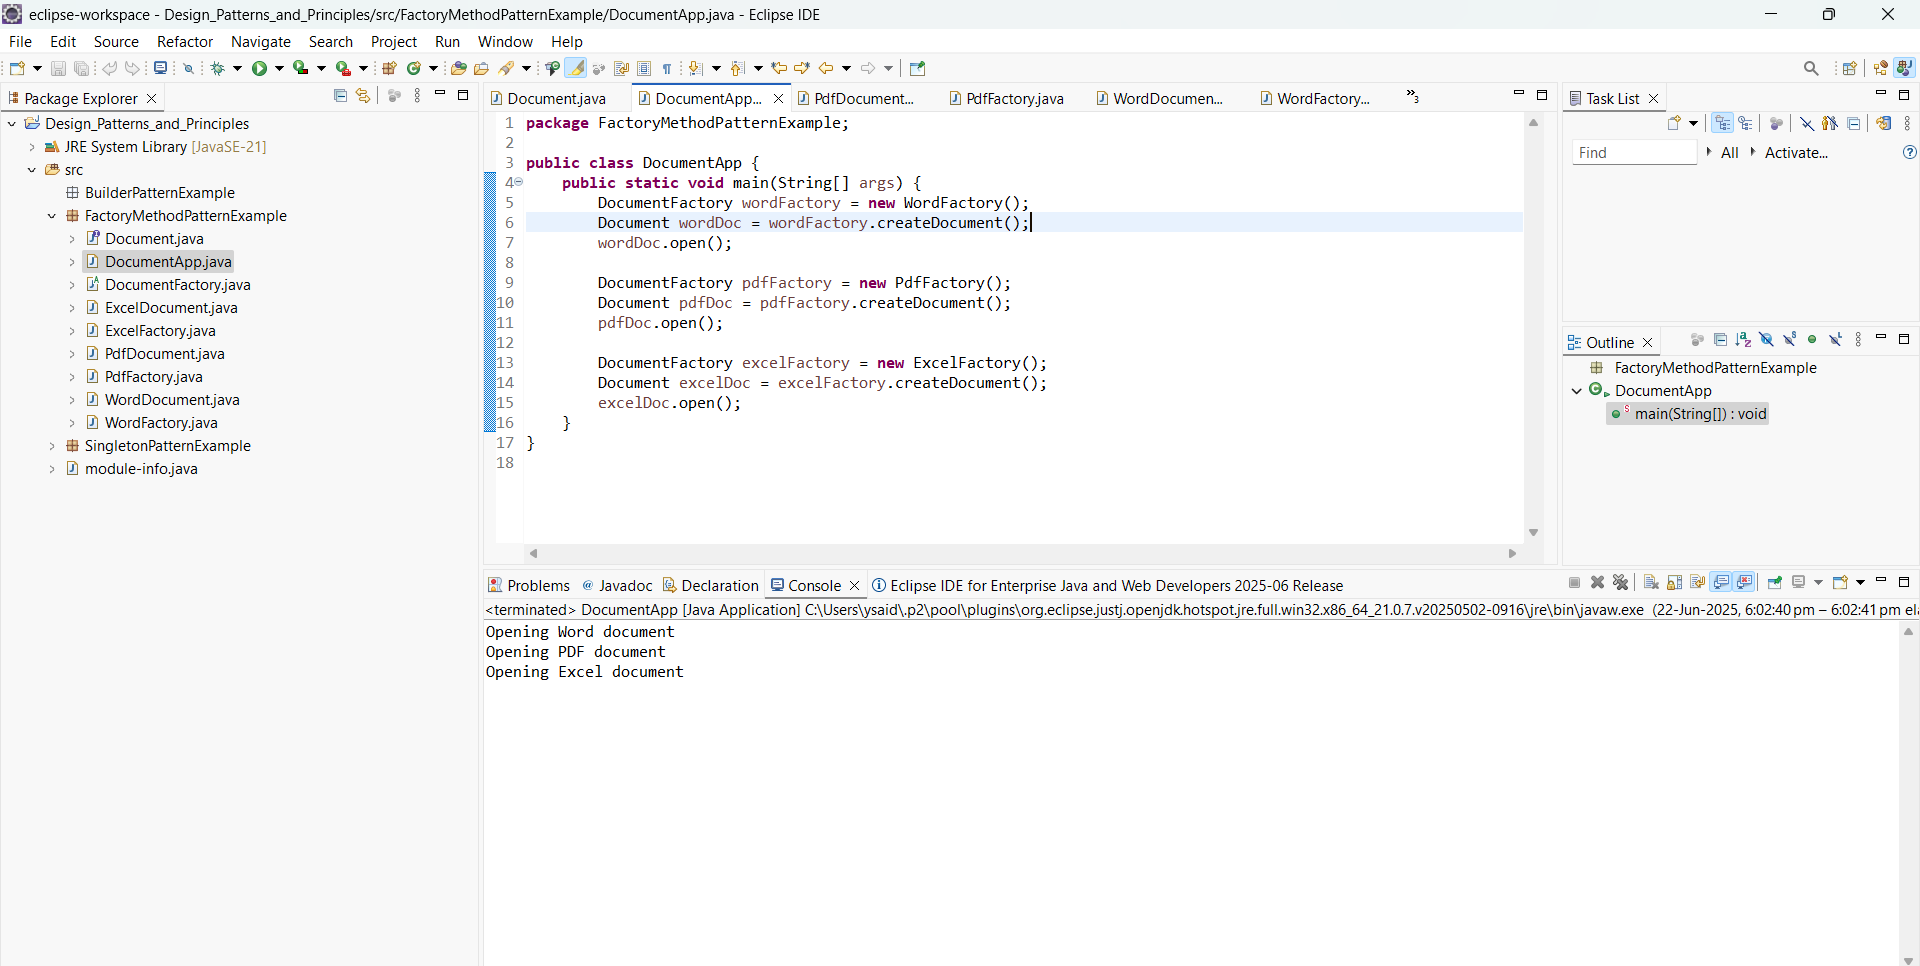 eclipse-workspace - Design_Patterns_and_Principles/src/FactoryMethodPatternExample/DocumentApp.java - Eclipse IDE
File Edit Source Refactor Navigate Search Project Run Window Help
Package Explorer
Design_Patterns_and_Principles
JRE System Library [JavaSE-21]
src
BuilderPatternExample
FactoryMethodPatternExample
Document.java
DocumentApp.java
DocumentFactory.java
ExcelDocument.java
ExcelFactory.java
PdfDocument.java
PdfFactory.java
WordDocument.java
WordFactory.java
SingletonPatternExample
module-info.java
Document.java DocumentApp... PdfDocument... PdfFactory.java WordDocumen... WordFactory... »3
1 package FactoryMethodPatternExample;
2
3 public class DocumentApp {
4 public static void main(String[] args) {
5 DocumentFactory wordFactory = new WordFactory();
6 Document wordDoc = wordFactory.createDocument();
7 wordDoc.open();
8
9 DocumentFactory pdfFactory = new PdfFactory();
10 Document pdfDoc = pdfFactory.createDocument();
11 pdfDoc.open();
12
13 DocumentFactory excelFactory = new ExcelFactory();
14 Document excelDoc = excelFactory.createDocument();
15 excelDoc.open();
16 }
17 }
18
Task List
Find All Activate...
Outline
FactoryMethodPatternExample
DocumentApp
main(String[]) : void
Problems Javadoc Declaration Console Eclipse IDE for Enterprise Java and Web Developers 2025-06 Release
<terminated> DocumentApp [Java Application] C:\Users\ysaid\.p2\pool\plugins\org.eclipse.justj.openjdk.hotspot.jre.full.win32.x86_64_21.0.7.v20250502-0916\jre\bin\javaw.exe (22-Jun-2025, 6:02:40 pm – 6:02:41 pm el
Opening Word document
Opening PDF document
Opening Excel document